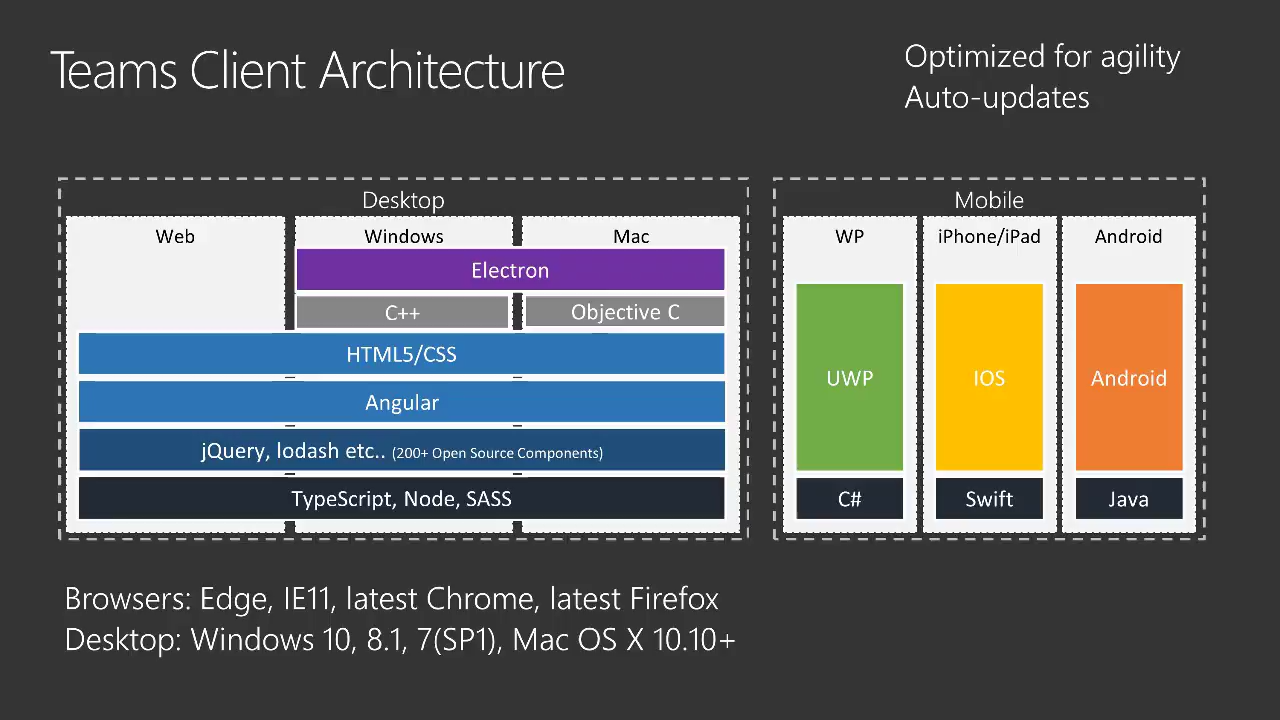 Teams Client Architecture
Optimized for agility
Auto-updates
Desktop
Web
Windows
Mac
Electron
C++
Objective C
HTML5/CSS
Angular
jQuery, lodash etc.. (200+ Open Source Components)
TypeScript, Node, SASS
Mobile
WP
iPhone/iPad
Android
UWP
IOS
Android
C#
Swift
Java
Browsers: Edge, IE11, latest Chrome, latest Firefox
Desktop: Windows 10, 8.1, 7(SP1), Mac OS X 10.10+